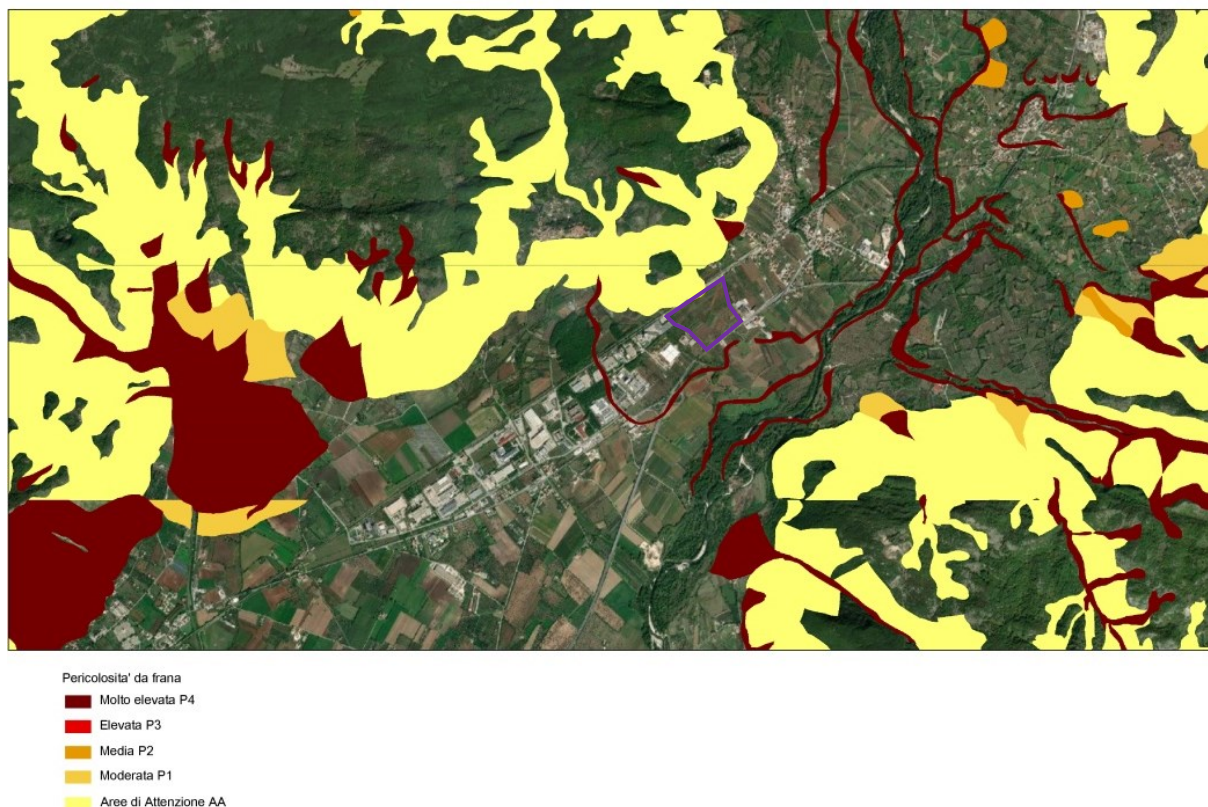 Pericolosita' da frana
Molto elevata P4
Elevata P3
Media P2
Moderata P1
Aree di Attenzione AA